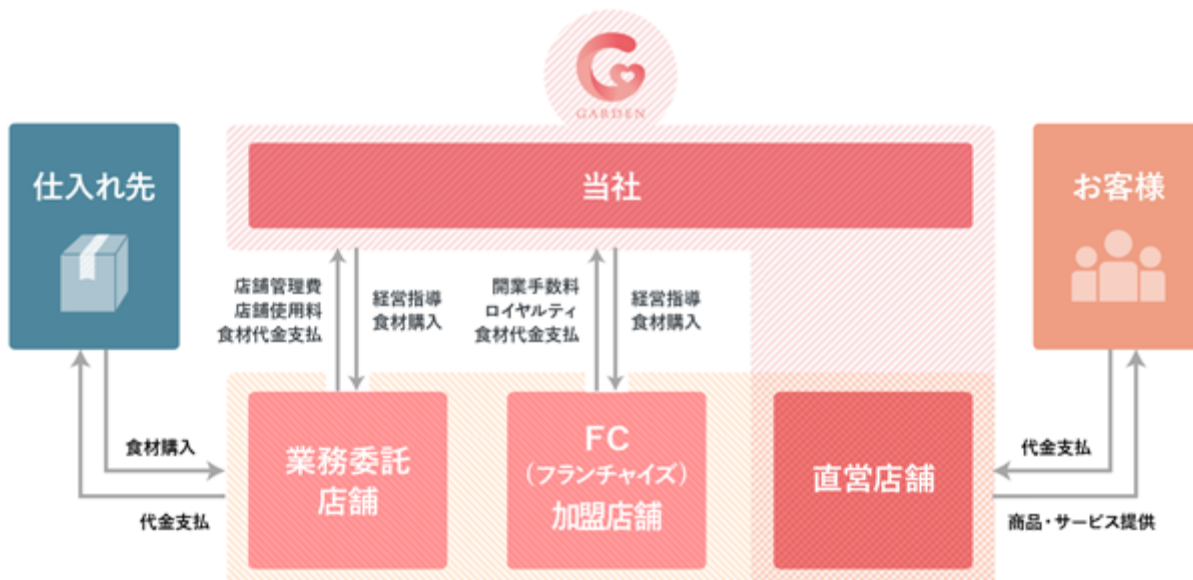 GARDEN
仕入れ先
当社
お客様
店舗管理費
店舗使用料
食材代金支払
経営指導
食材購入
開業手数料
ロイヤルティ
食材代金支払
経営指導
食材購入
食材購入
代金支払
業務委託
店舗
FC
(フランチャイズ)
加盟店舗
直営店舗
代金支払
商品・サービス提供